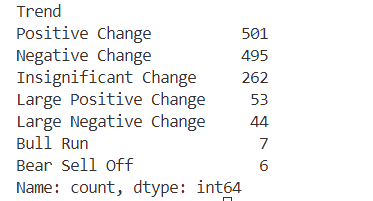 Trend
Positive Change 501
Negative Change 495
Insignificant Change 262
Large Positive Change 53
Large Negative Change 44
Bull Run 7
Bear Sell Off 6
Name: count, dtype: int64